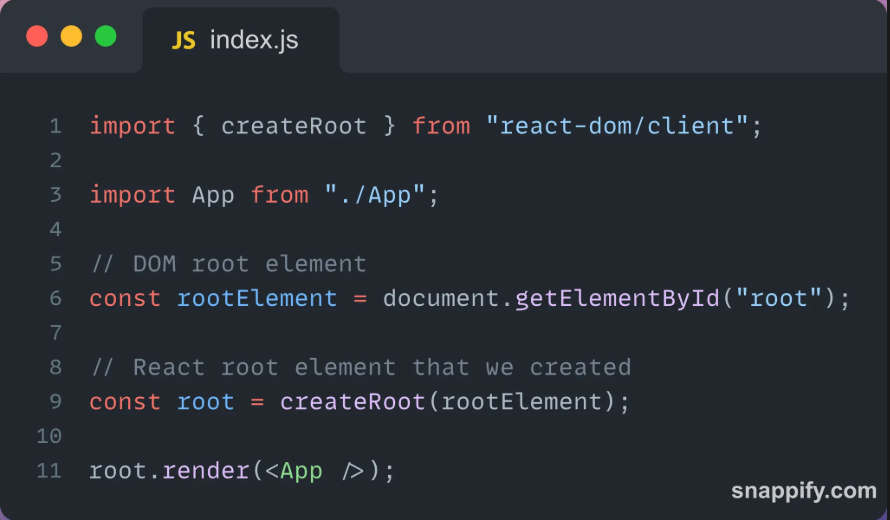 JS index.js
1 import { createRoot } from "react-dom/client";
2
3 import App from "./App";
4
5 // DOM root element
6 const rootElement = document.getElementById("root");
7
8 // React root element that we created
9 const root = createRoot(rootElement);
10
11 root.render(<App />);
snappify.com